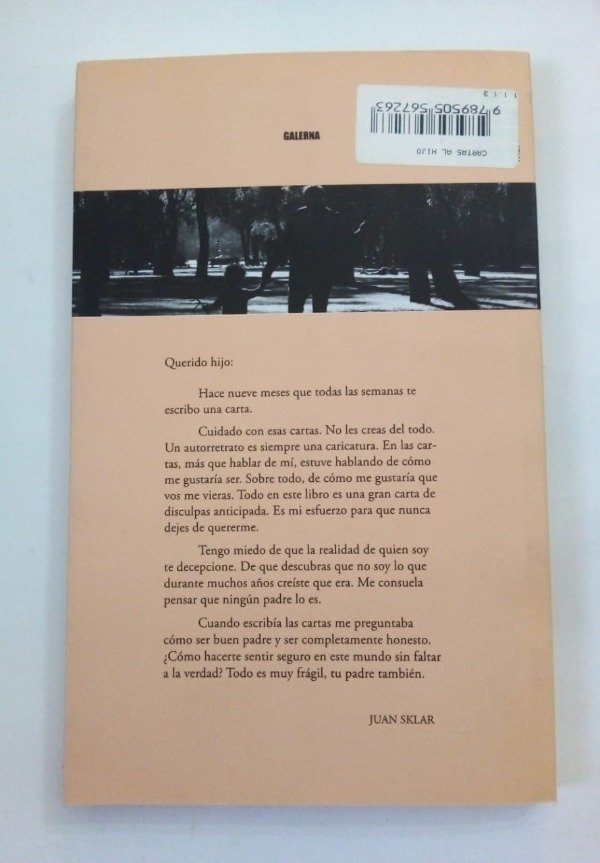 GALERNA
CARTAS AL HIJO
9 789505 567263
Querido hijo:
Hace nueve meses que todas las semanas te
escribo una carta.
Cuidado con esas cartas. No les creas del todo.
Un autorretrato es siempre una caricatura. En las car-
tas, más que hablar de mí, estuve hablando de cómo
me gustaría ser. Sobre todo, de cómo me gustaría que
vos me vieras. Todo en este libro es una gran carta de
disculpas anticipada. Es mi esfuerzo para que nunca
dejes de quererme.
Tengo miedo de que la realidad de quien soy
te decepcione. De que descubras que no soy lo que
durante muchos años creíste que era. Me consuela
pensar que ningún padre lo es.
Cuando escribía las cartas me preguntaba
cómo ser buen padre y ser completamente honesto.
¿Cómo hacerte sentir seguro en este mundo sin faltar
a la verdad? Todo es muy frágil, tu padre también.
JUAN SKLAR